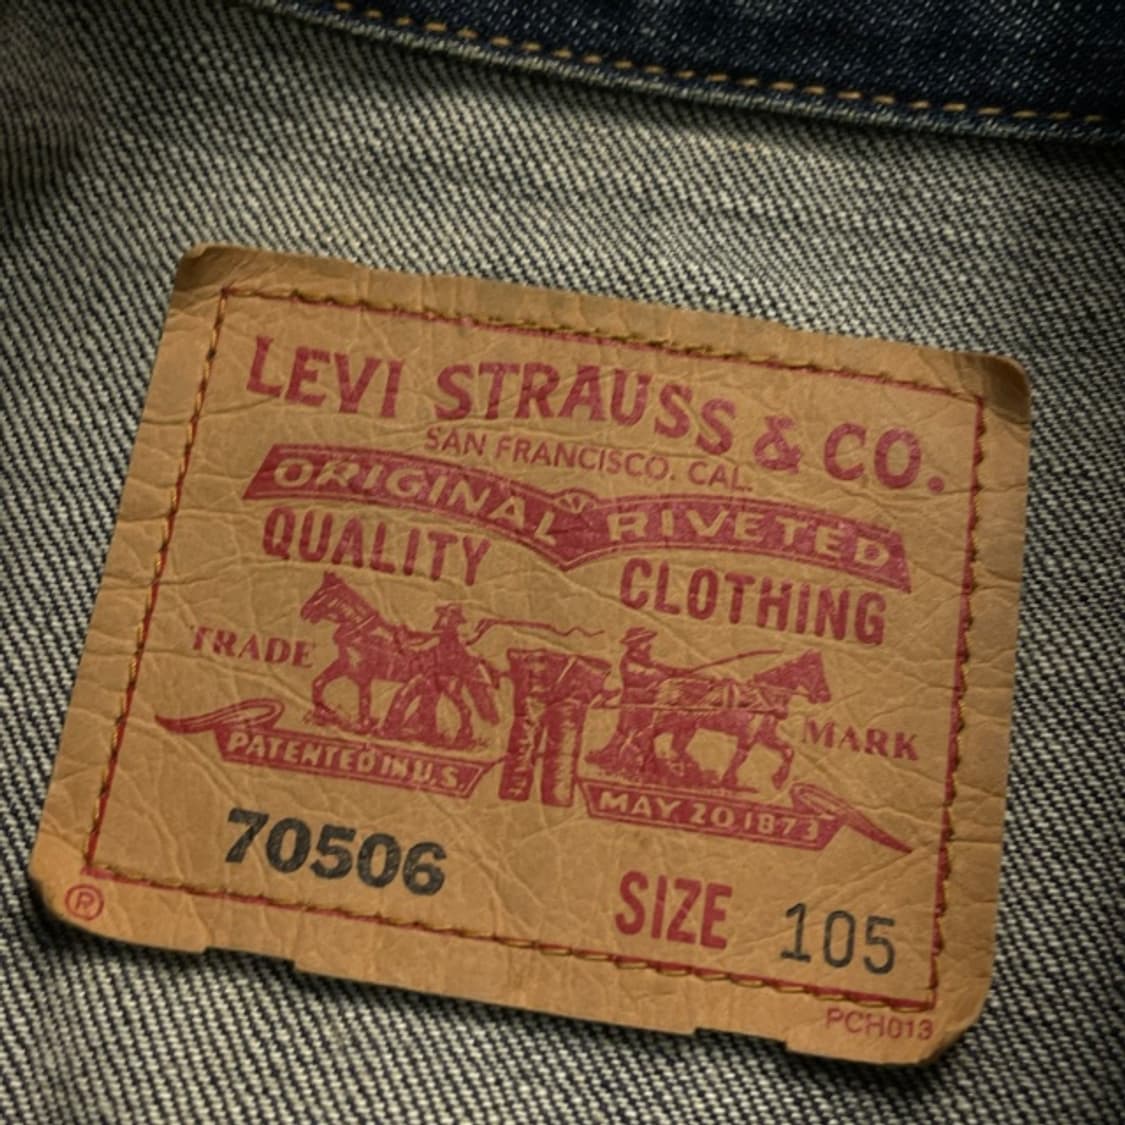 LEVI STRAUSS & CO.
SAN FRANCISCO. CAL.
ORIGINAL RIVETED
QUALITY CLOTHING
TRADE MARK
PATENTED IN U.S. MAY 20 1873
70506 SIZE 105
®
PCH013